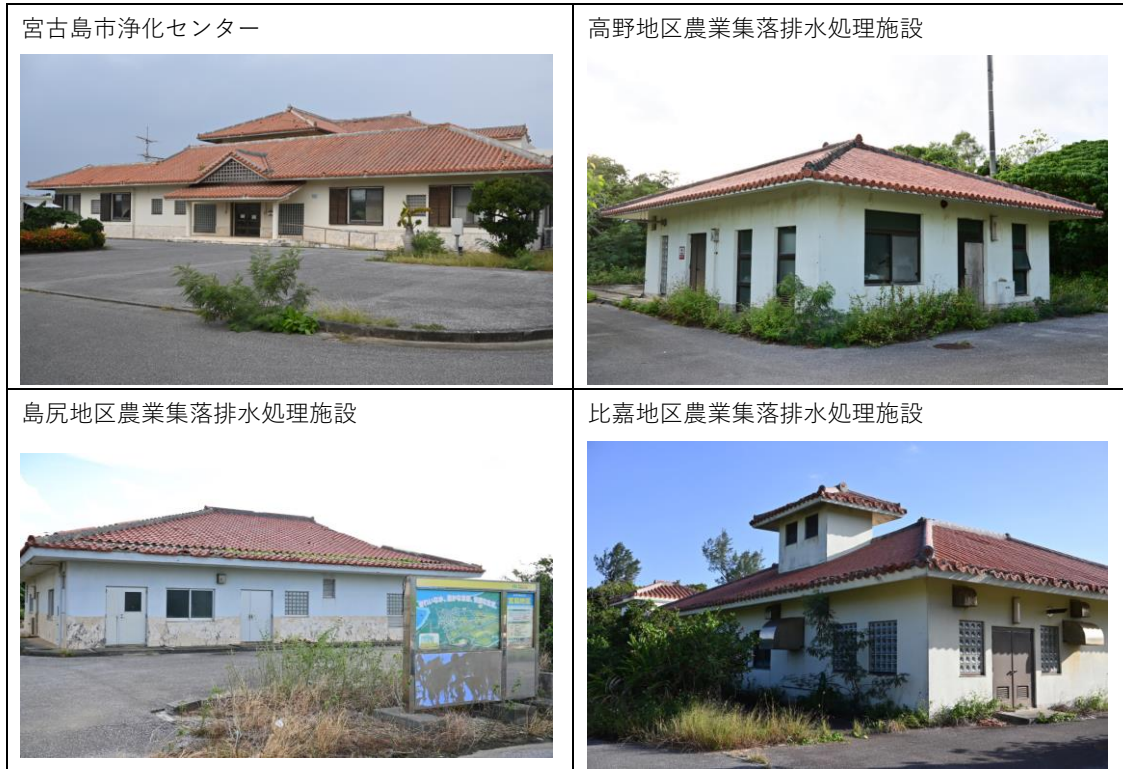 宮古島市浄化センター
高野地区農業集落排水処理施設
島尻地区農業集落排水処理施設
比嘉地区農業集落排水処理施設